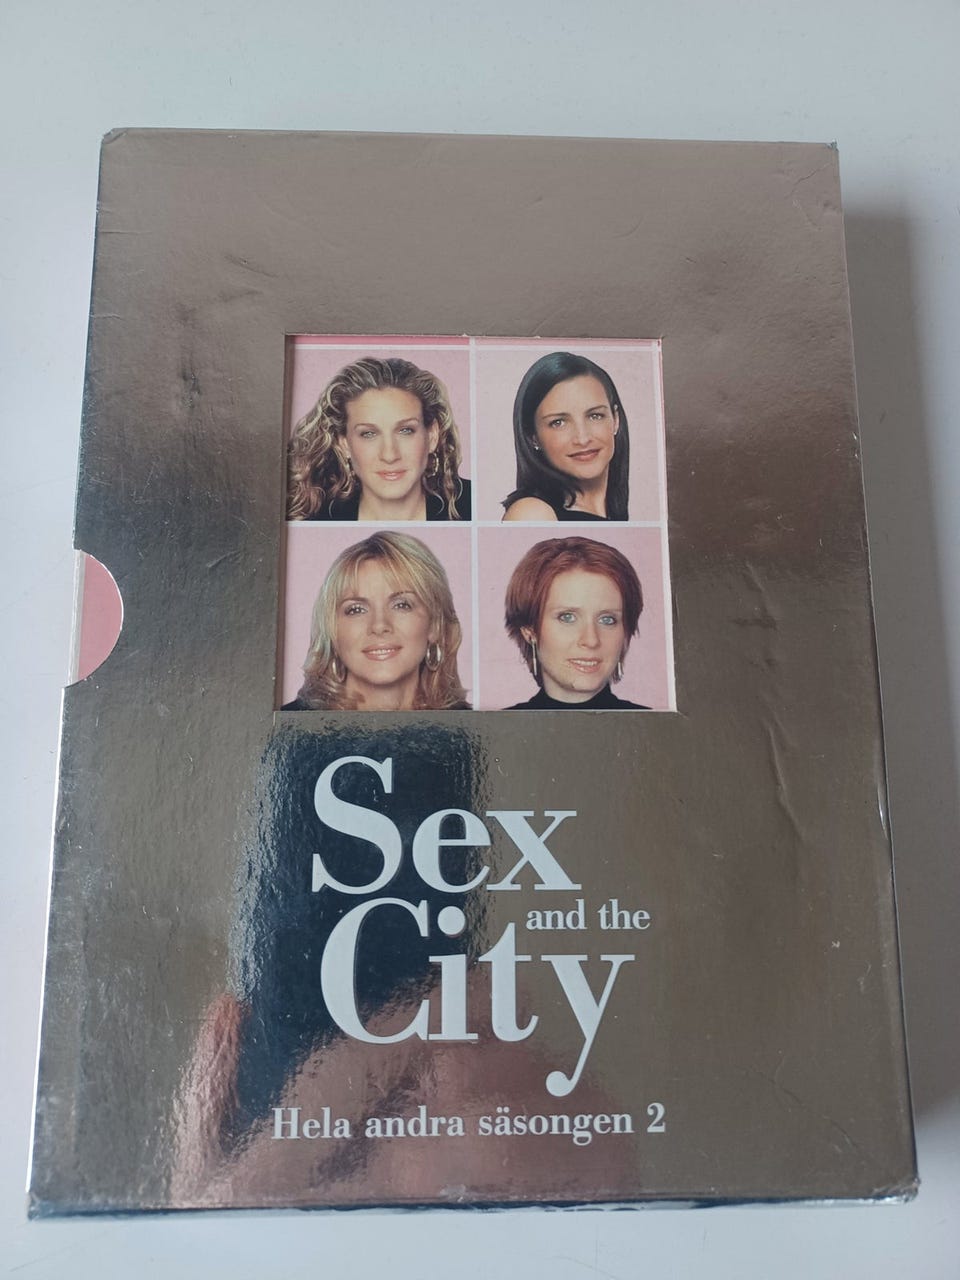 Sex
and the
City
Hela andra säsongen 2